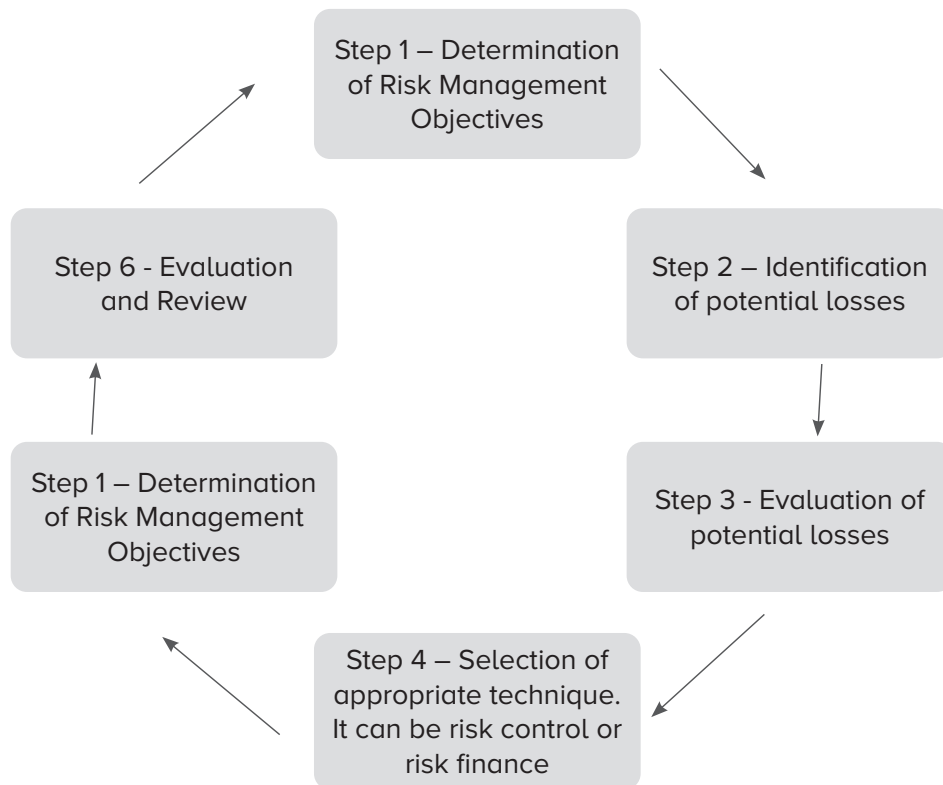 Step 1 – Determination
of Risk Management
Objectives
Step 2 – Identification
of potential losses
Step 3 - Evaluation of
potential losses
Step 4 – Selection of
appropriate technique.
It can be risk control or
risk finance
Step 1 – Determination
of Risk Management
Objectives
Step 6 - Evaluation
and Review